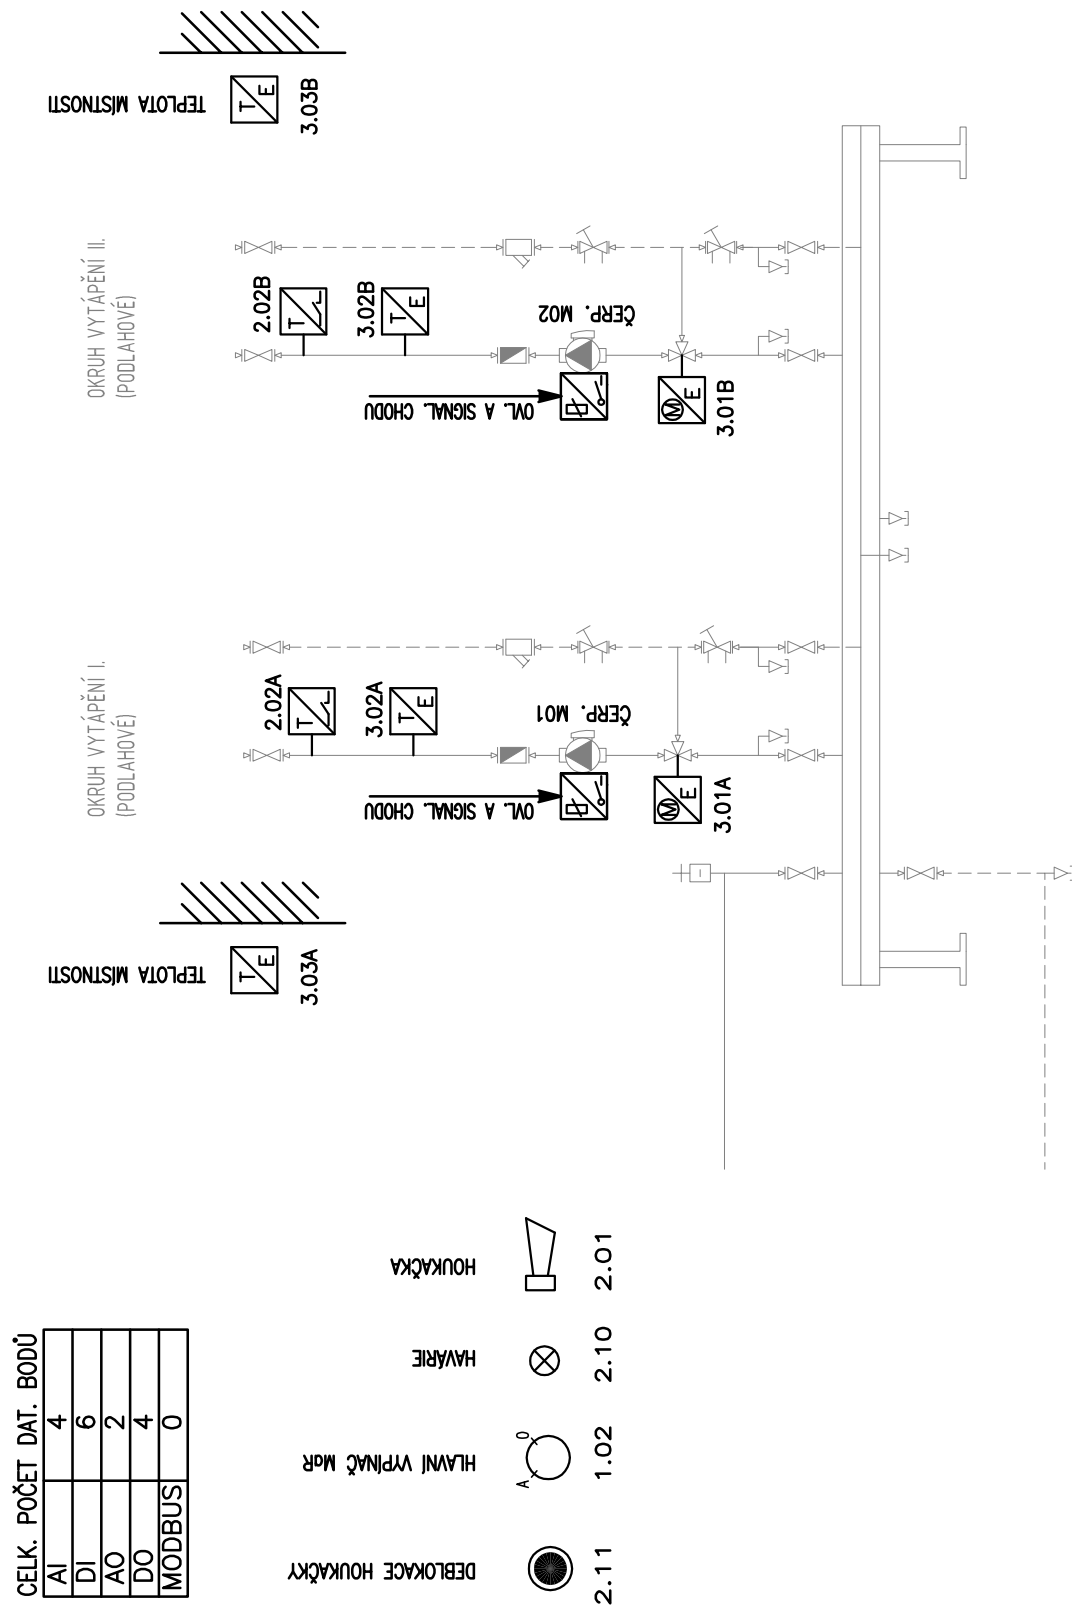 CELK. POČET DAT. BODŮ
AI 4
DI 6
AO 2
DO 4
MODBUS 0
DEBLOKACE HOUKAČKY
2.11
HLAVNÍ VYPÍNAČ MaR
A O
1.02
HAVÁRIE
2.10
HOUKAČKA
2.01
TEPLOTA MÍSTNOSTI
T E
3.03A
OKRUH VYTÁPĚNÍ I.
(PODLAHOVÉ)
2.02A
T
3.02A
T E
OVL. A SIGNAL. CHODU
ČERP. M01
M E
3.01A
OKRUH VYTÁPĚNÍ II.
(PODLAHOVÉ)
2.02B
T
3.02B
T E
OVL. A SIGNAL. CHODU
ČERP. M02
M E
3.01B
TEPLOTA MÍSTNOSTI
T E
3.03B